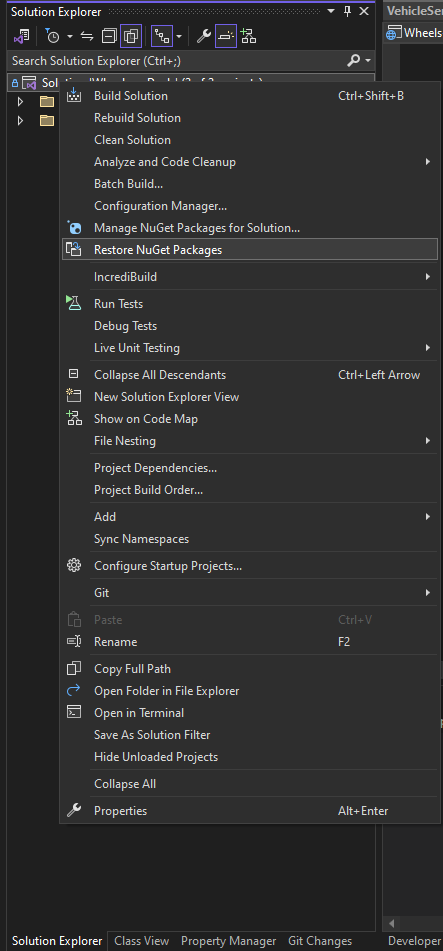 Solution Explorer
VehicleSer
Wheels
Search Solution Explorer (Ctrl+;)
Build Solution Ctrl+Shift+B
Rebuild Solution
Clean Solution
Analyze and Code Cleanup
Batch Build...
Configuration Manager...
Manage NuGet Packages for Solution...
Restore NuGet Packages
IncrediBuild
Run Tests
Debug Tests
Live Unit Testing
Collapse All Descendants Ctrl+Left Arrow
New Solution Explorer View
Show on Code Map
File Nesting
Project Dependencies...
Project Build Order...
Add
Sync Namespaces
Configure Startup Projects...
Git
Paste Ctrl+V
Rename F2
Copy Full Path
Open Folder in File Explorer
Open in Terminal
Save As Solution Filter
Hide Unloaded Projects
Collapse All
Properties Alt+Enter
Solution Explorer Class View Property Manager Git Changes Developer